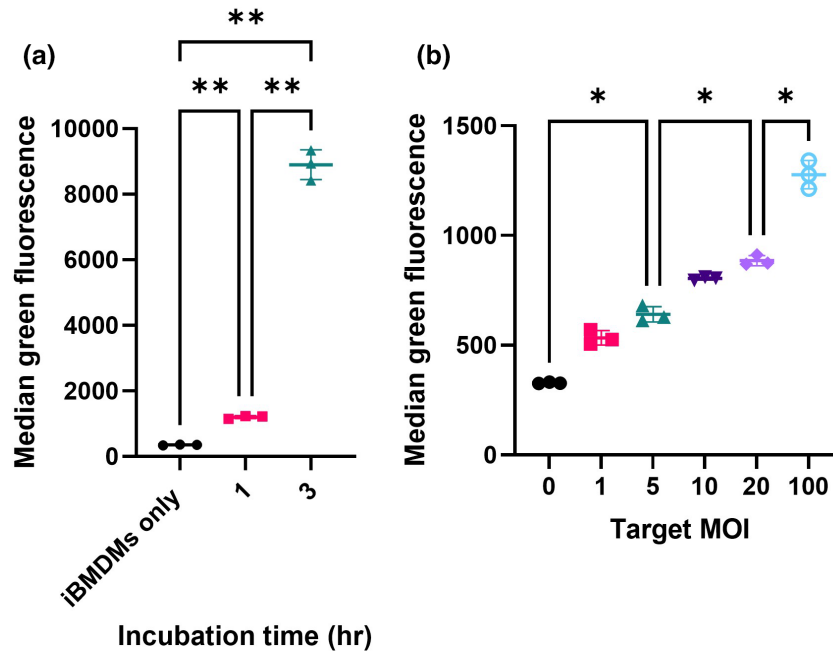 (a)
**
**
**
Median green fluorescence
10000
8000
6000
4000
2000
0
iBMDMs only
1
3
Incubation time (hr)
(b)
*
*
*
Median green fluorescence
1500
1000
500
0
0 1 5 10 20 100
Target MOI